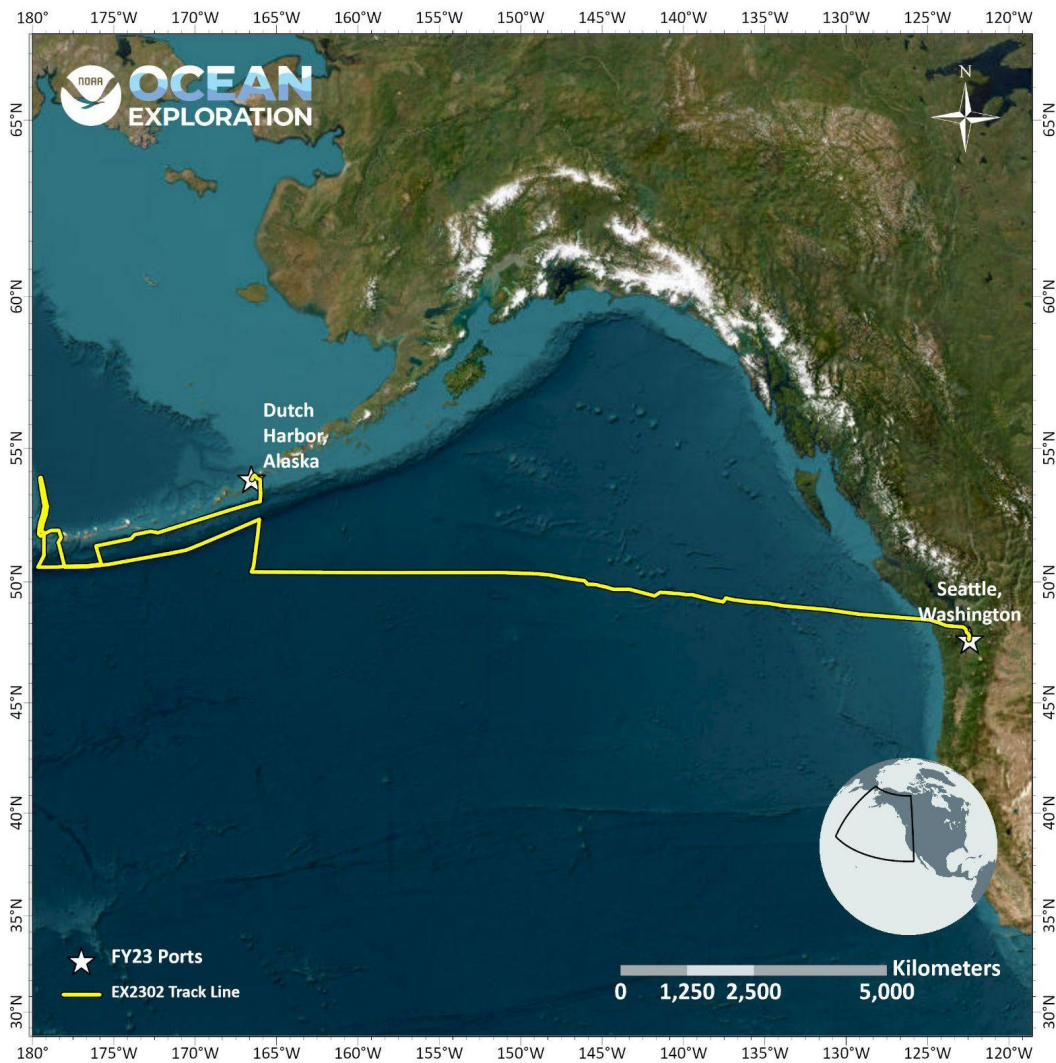 180° 175°W 170°W 165°W 160°W 155°W 150°W 145°W 140°W 135°W 130°W 125°W 120°W
NOAA
OCEAN
EXPLORATION
N
65°N 65°N
60°N 60°N
Dutch
Harbor,
Alaska
55°N 55°N
50°N 50°N
Seattle,
Washington
45°N 45°N
40°N 40°N
35°N 35°N
FY23 Ports
EX2302 Track Line
Kilometers
0 1,250 2,500 5,000
30°N 30°N
180° 175°W 170°W 165°W 160°W 155°W 150°W 145°W 140°W 135°W 130°W 125°W 120°W